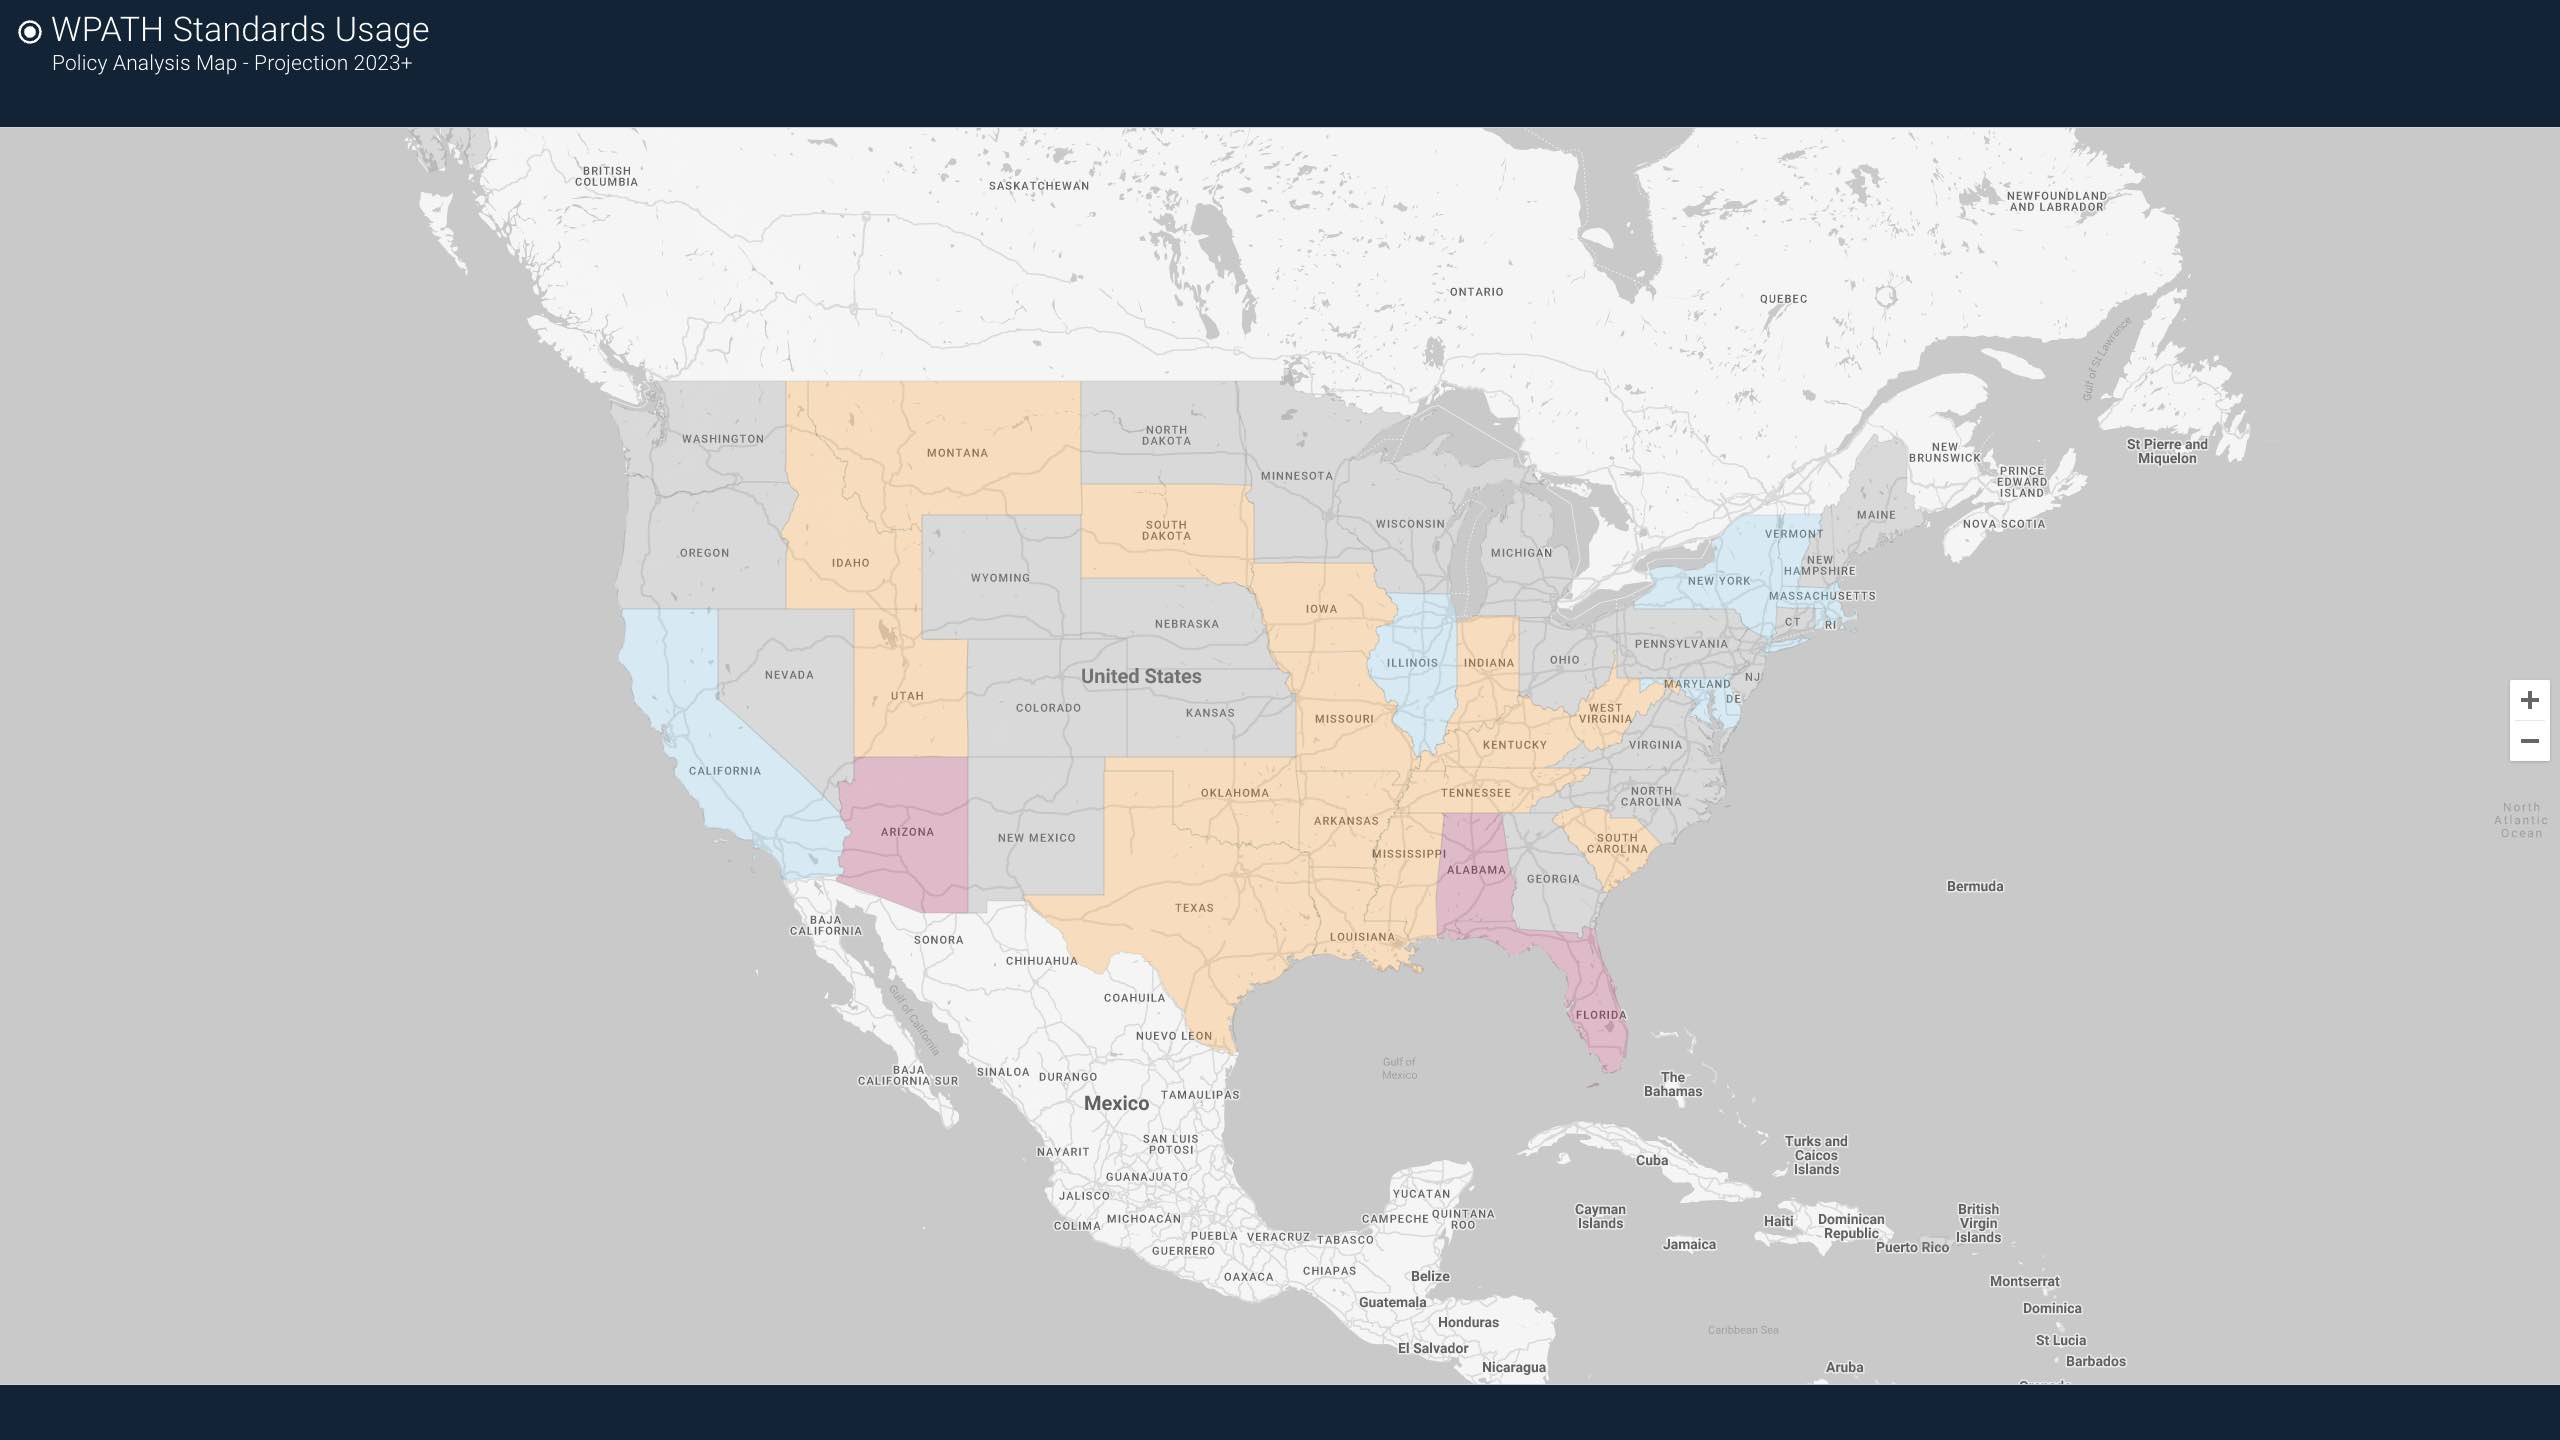 WPATH Standards Usage
Policy Analysis Map - Projection 2023+
BRITISH
COLUMBIA
SASKATCHEWAN
NEWFOUNDLAND
AND LABRADOR
ONTARIO
QUEBEC
Gulf of St Lawrence
WASHINGTON
MONTANA
NORTH
DAKOTA
MINNESOTA
NEW
BRUNSWICK
PRINCE
EDWARD
ISLAND
St Pierre and
Miquelon
OREGON
IDAHO
WYOMING
SOUTH
DAKOTA
WISCONSIN
MICHIGAN
VERMONT
MAINE
NOVA SCOTIA
NEW
HAMPSHIRE
NEW YORK
MASSACHUSETTS
CT
RI
NEBRASKA
IOWA
NEVADA
UTAH
United States
COLORADO
KANSAS
MISSOURI
ILLINOIS
INDIANA
OHIO
PENNSYLVANIA
NJ
MARYLAND
DE
WEST
VIRGINIA
KENTUCKY
VIRGINIA
CALIFORNIA
ARIZONA
NEW MEXICO
OKLAHOMA
ARKANSAS
TENNESSEE
NORTH
CAROLINA
SOUTH
CAROLINA
MISSISSIPPI
ALABAMA
GEORGIA
North
Atlantic
Ocean
Bermuda
TEXAS
LOUISIANA
FLORIDA
BAJA
CALIFORNIA
SONORA
CHIHUAHUA
Gulf of California
COAHUILA
NUEVO LEON
Gulf of
Mexico
BAJA
CALIFORNIA SUR
SINALOA
DURANGO
Mexico
TAMAULIPAS
The
Bahamas
SAN LUIS
POTOSI
NAYARIT
GUANAJUATO
JALISCO
COLIMA
MICHOACÁN
PUEBLA
VERACRUZ
TABASCO
GUERRERO
OAXACA
CHIAPAS
YUCATAN
CAMPECHE
QUINTANA
ROO
Cuba
Turks and
Caicos
Islands
Cayman
Islands
Jamaica
Haiti
Dominican
Republic
Puerto Rico
British
Virgin
Islands
Belize
Guatemala
Honduras
El Salvador
Nicaragua
Caribbean Sea
Montserrat
Dominica
St Lucia
Barbados
Aruba